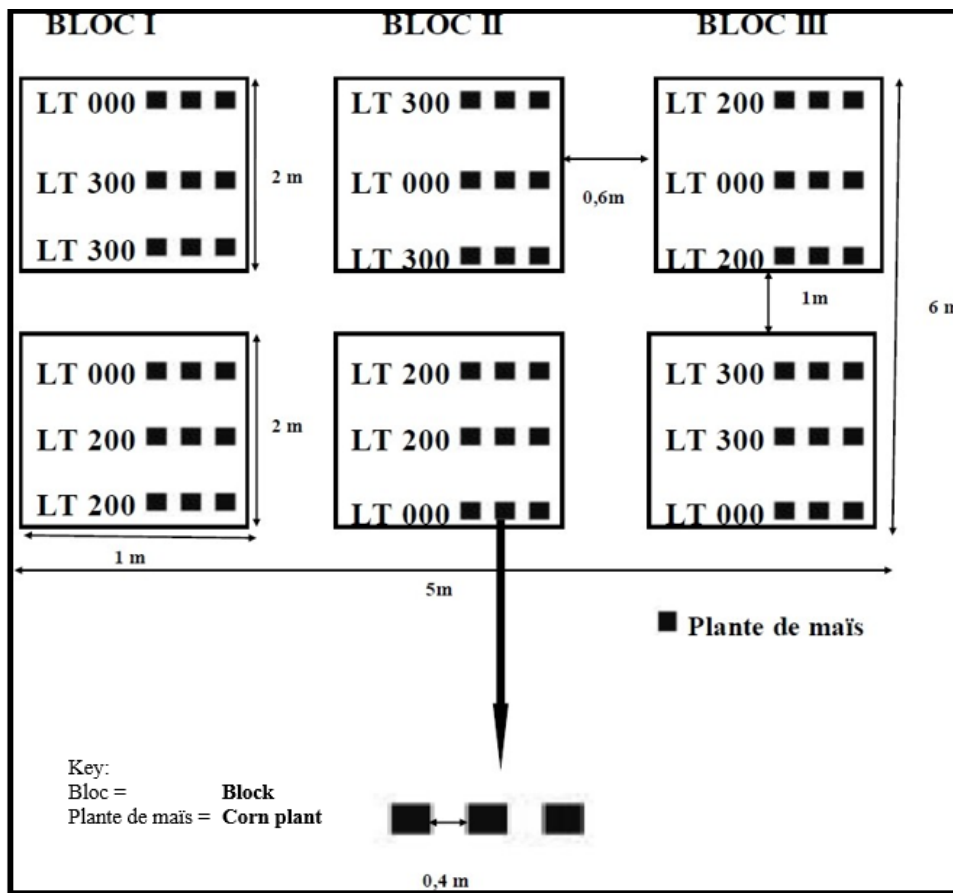 BLOC I BLOC II BLOC III
LT 000 LT 300 LT 200
2 m
LT 300 LT 000 LT 000
0,6m
LT 300 LT 300 LT 200
1m
6 m
LT 000 LT 200 LT 300
2 m
LT 200 LT 200 LT 300
LT 200 LT 000 LT 000
1 m
5m
Plante de maïs
Key:
Bloc = Block
Plante de maïs = Corn plant
0,4 m